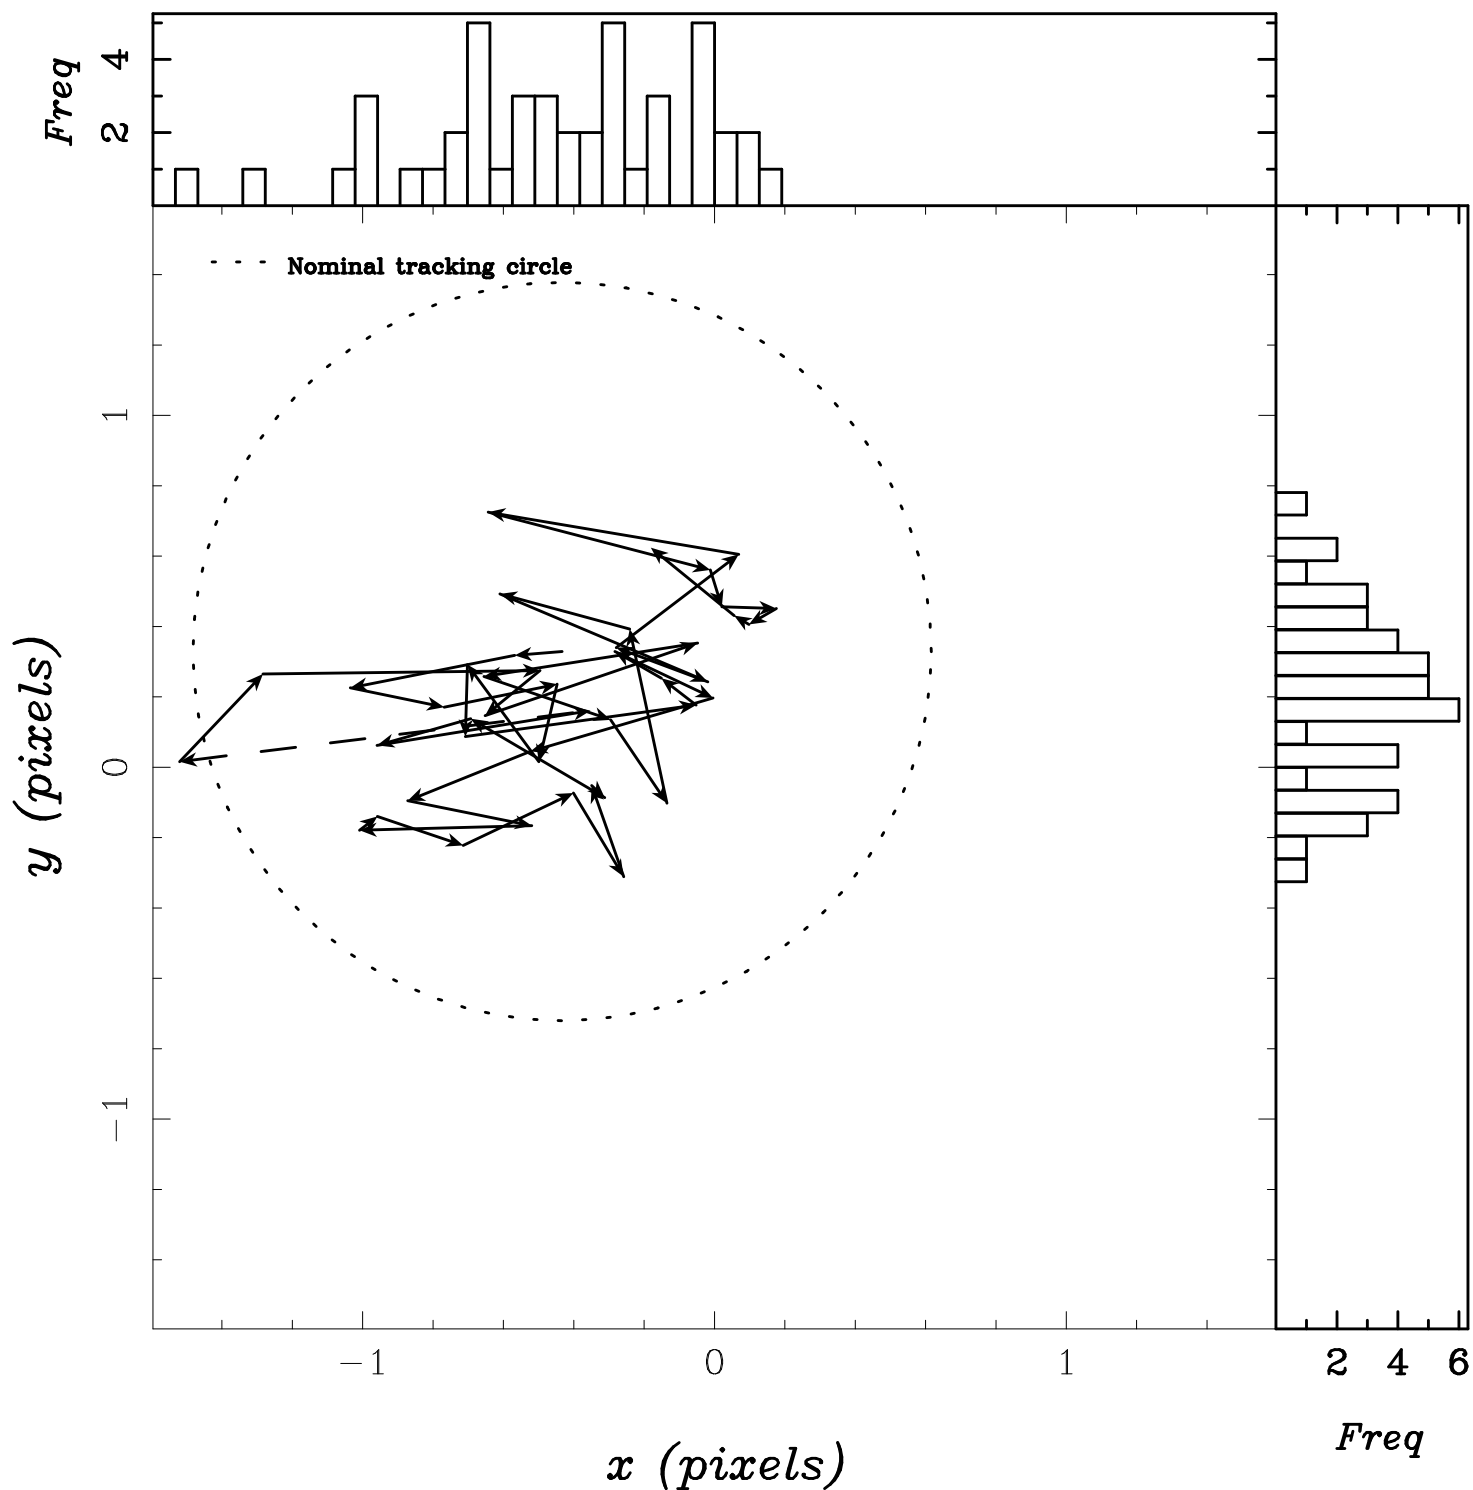 Freq
2 4
Nominal tracking circle
y (pixels)
1
0
−1
−1 0 1
x (pixels)
2 4 6
Freq